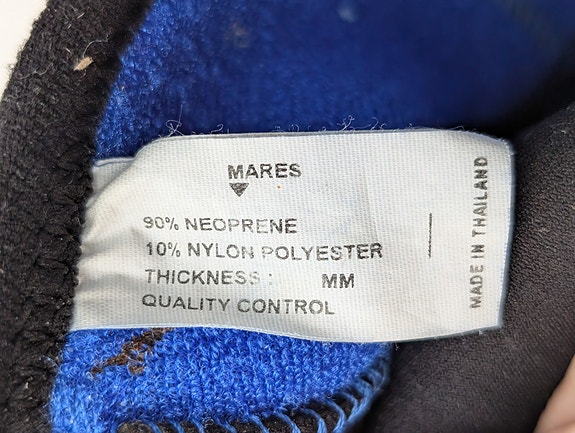 MARES
90% NEOPRENE
10% NYLON POLYESTER
THICKNESS : MM
QUALITY CONTROL
MADE IN THAILAND